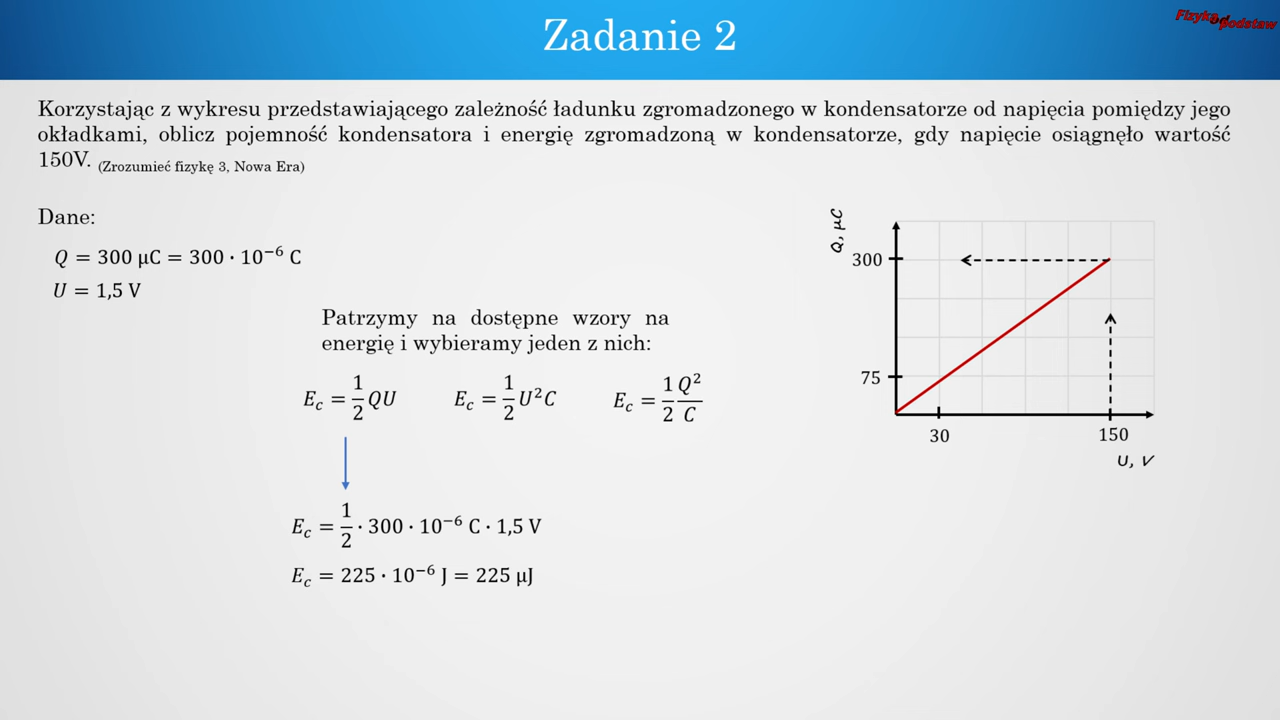 Zadanie 2
Fizyka od podstaw
Korzystając z wykresu przedstawiającego zależność ładunku zgromadzonego w kondensatorze od napięcia pomiędzy jego
okładkami, oblicz pojemność kondensatora i energię zgromadzoną w kondensatorze, gdy napięcie osiągnęło wartość
150V. (Zrozumieć fizykę 3, Nowa Era)
Dane:
Q = 300 μC = 300 · 10⁻⁶ C
U = 1,5 V
Patrzymy na dostępne wzory na
energię i wybieramy jeden z nich:
E_c = 1/2 QU    E_c = 1/2 U²C    E_c = 1/2 Q²/C
E_c = 1/2 · 300 · 10⁻⁶ C · 1,5 V
E_c = 225 · 10⁻⁶ J = 225 μJ
Q, μC
300
75
30 150
U, V